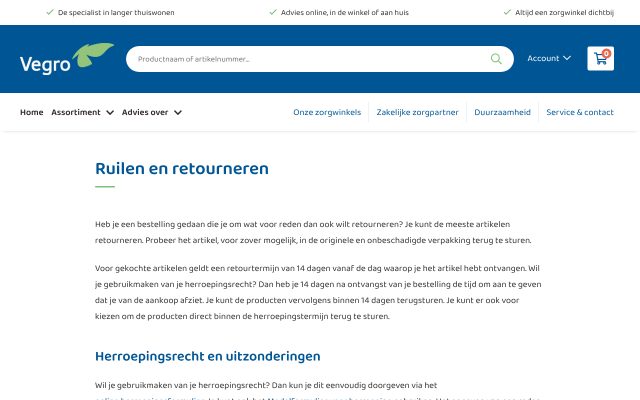 De specialist in langer thuiswonen
Advies online, in de winkel of aan huis
Altijd een zorgwinkel dichtbij
Vegro
Productnaam of artikelnummer...
Account
0
Home
Assortiment
Advies over
Onze zorgwinkels
Zakelijke zorgpartner
Duurzaamheid
Service & contact
Ruilen en retourneren
Heb je een bestelling gedaan die je om wat voor reden dan ook wilt retourneren? Je kunt de meeste artikelen
retourneren. Probeer het artikel, voor zover mogelijk, in de originele en onbeschadigde verpakking terug te sturen.
Voor gekochte artikelen geldt een retourtermijn van 14 dagen vanaf de dag waarop je het artikel hebt ontvangen. Wil
je gebruikmaken van je herroepingsrecht? Dan heb je 14 dagen na ontvangst van je bestelling de tijd om aan te geven
dat je van de aankoop afziet. Je kunt de producten vervolgens binnen 14 dagen terugsturen. Je kunt er ook voor
kiezen om de producten direct binnen de herroepingstermijn terug te sturen.
Herroepingsrecht en uitzonderingen
Wil je gebruikmaken van je herroepingsrecht? Dan kun je dit eenvoudig doorgeven via het